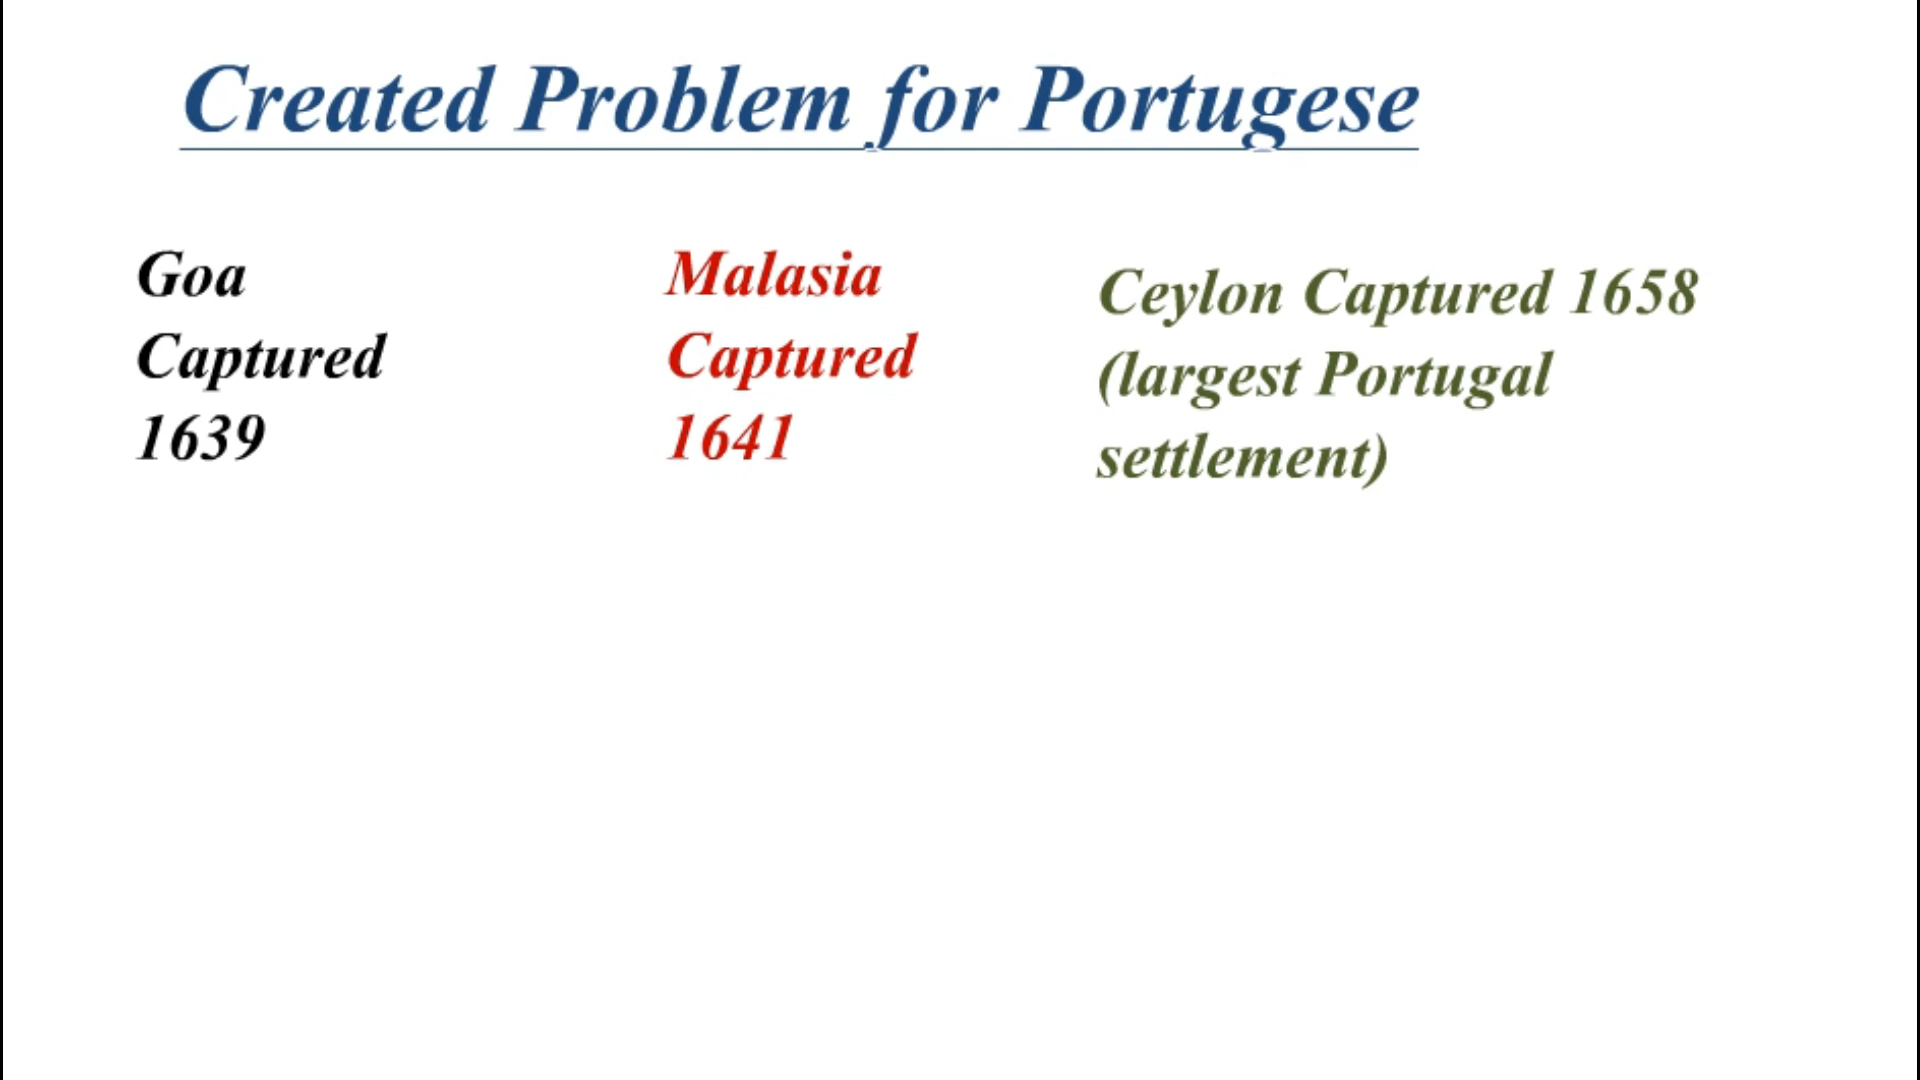 Created Problem for Portugese
Goa
Captured
1639
Malasia
Captured
1641
Ceylon Captured 1658
(largest Portugal
settlement)